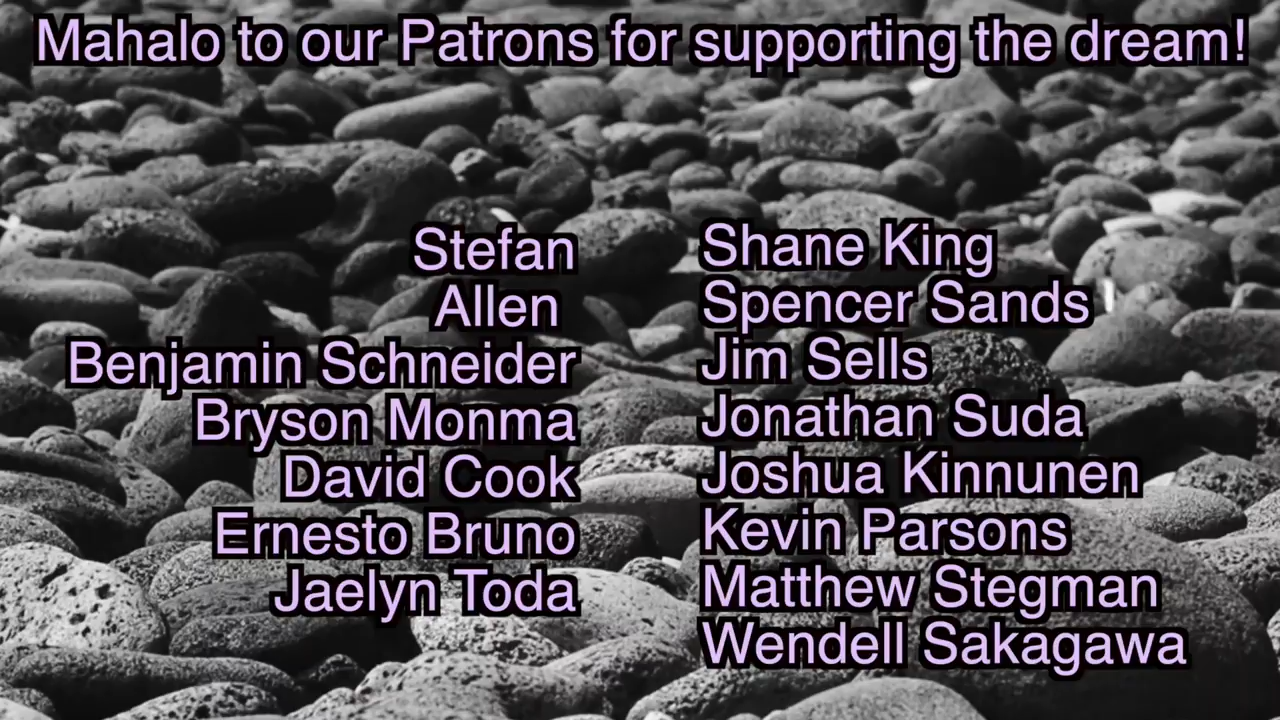 Mahalo to our Patrons for supporting the dream!
Stefan
Allen
Benjamin Schneider
Bryson Monma
David Cook
Ernesto Bruno
Jaelyn Toda
Shane King
Spencer Sands
Jim Sells
Jonathan Suda
Joshua Kinnunen
Kevin Parsons
Matthew Stegman
Wendell Sakagawa